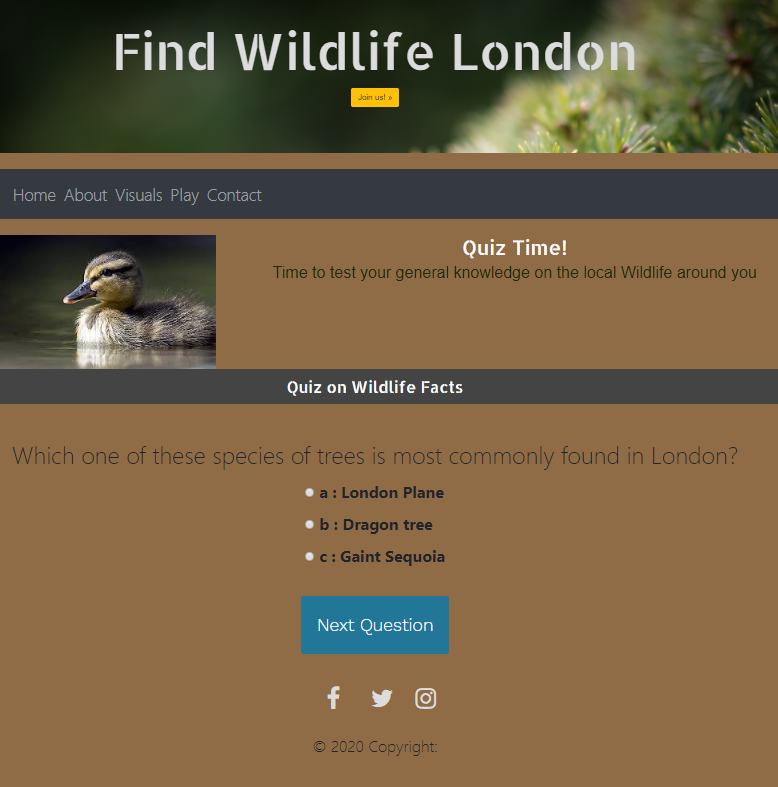 Find Wildlife London
Join us! »
Home About Visuals Play Contact
Quiz Time!
Time to test your general knowledge on the local Wildlife around you
Quiz on Wildlife Facts
Which one of these species of trees is most commonly found in London?
a : London Plane
b : Dragon tree
c : Gaint Sequoia
Next Question
© 2020 Copyright: